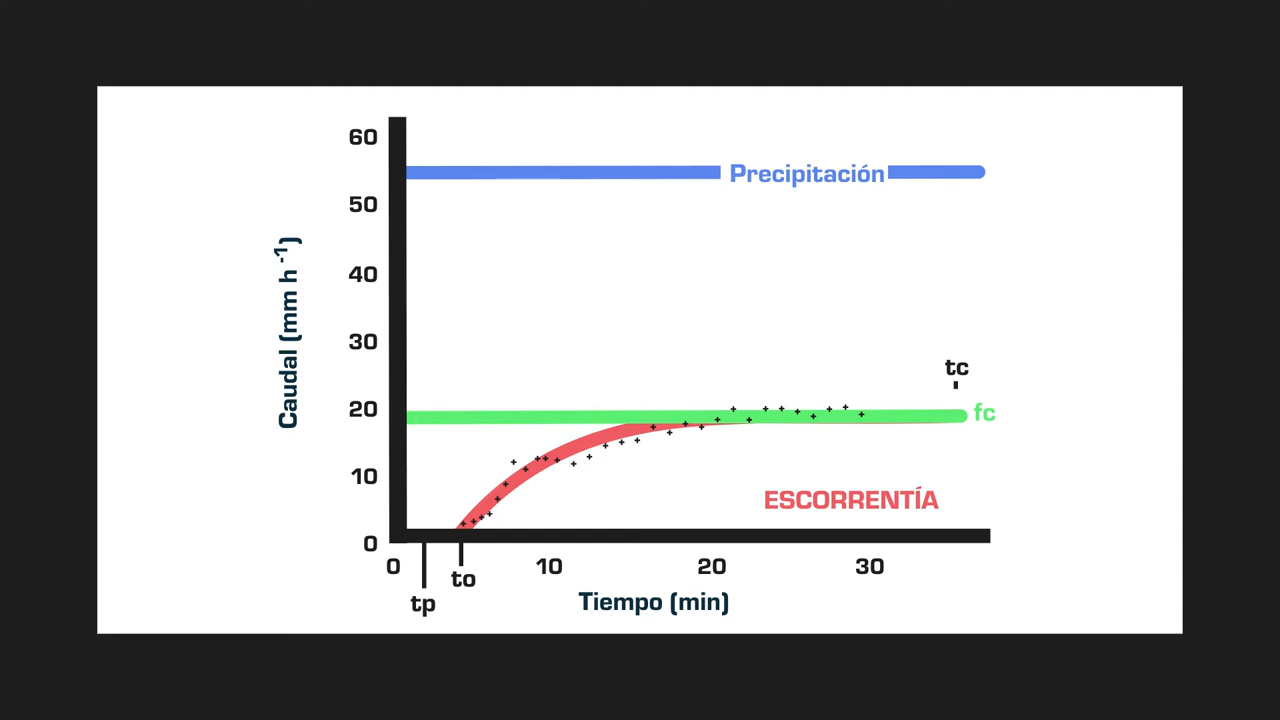 60
Precipitación
50
40
30
20
10
0
Caudal (mm h -1)
tc
fc
ESCORRENTÍA
0
10
20
30
to
tp
Tiempo (min)